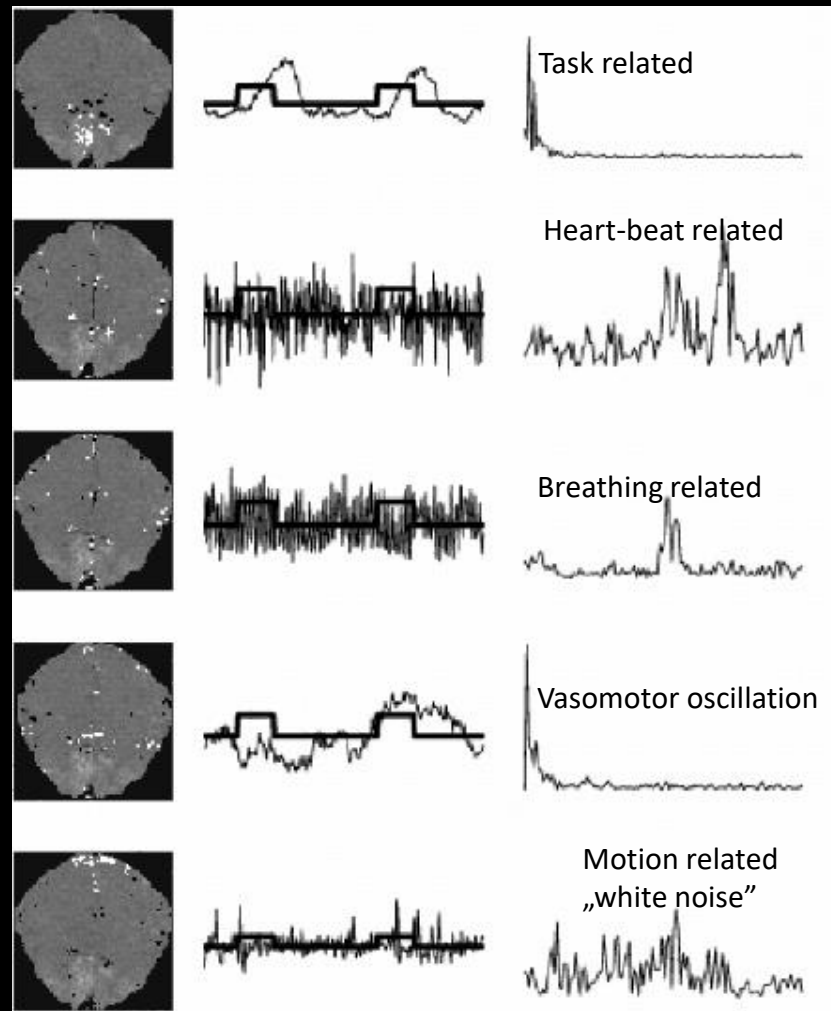 Task related
Heart-beat related
Breathing related
Vasomotor oscillation
Motion related
„white noise”